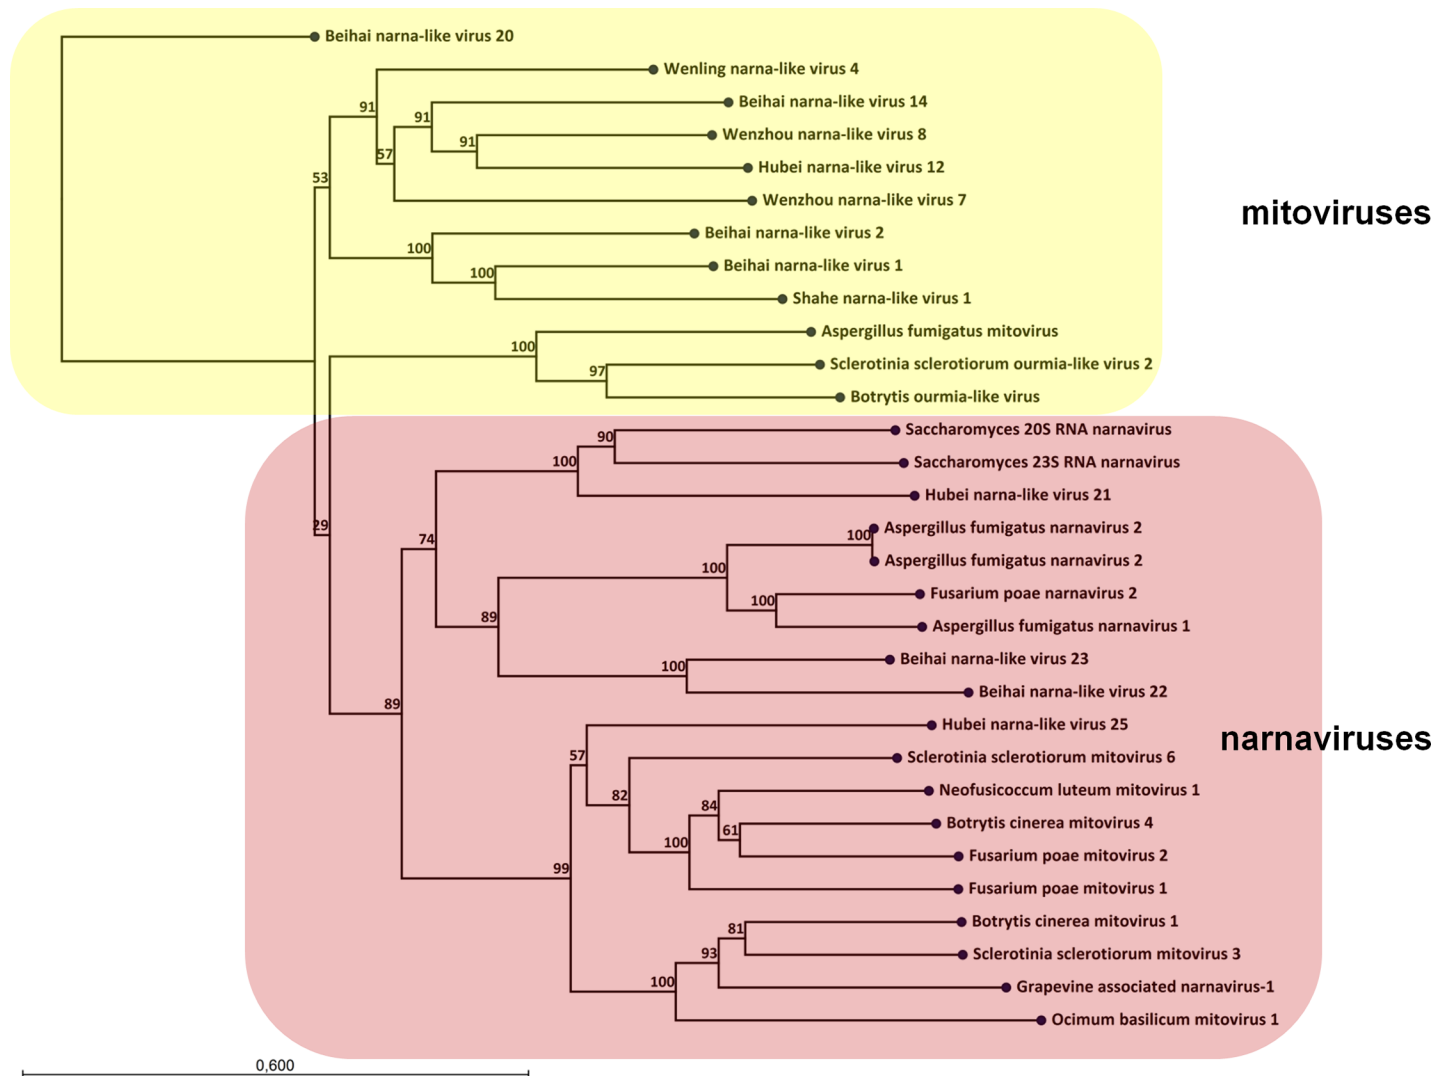 Beihai narna-like virus 20
Wenling narna-like virus 4
91
Beihai narna-like virus 14
91
Wenzhou narna-like virus 8
91
57
Hubei narna-like virus 12
53
Wenzhou narna-like virus 7
mitoviruses
Beihai narna-like virus 2
100
Beihai narna-like virus 1
100
Shahe narna-like virus 1
Aspergillus fumigatus mitovirus
100
Sclerotinia sclerotiorum ourmia-like virus 2
97
Botrytis ourmia-like virus
Saccharomyces 20S RNA narnavirus
90
Saccharomyces 23S RNA narnavirus
100
Hubei narna-like virus 21
29
Aspergillus fumigatus narnavirus 2
100
74
Aspergillus fumigatus narnavirus 2
100
Fusarium poae narnavirus 2
100
89
Aspergillus fumigatus narnavirus 1
Beihai narna-like virus 23
100
Beihai narna-like virus 22
89
Hubei narna-like virus 25
narnaviruses
57
Sclerotinia sclerotiorum mitovirus 6
82
Neofusicoccum luteum mitovirus 1
84
Botrytis cinerea mitovirus 4
61
100
Fusarium poae mitovirus 2
99
Fusarium poae mitovirus 1
Botrytis cinerea mitovirus 1
81
Sclerotinia sclerotiorum mitovirus 3
93
100
Grapevine associated narnavirus-1
Ocimum basilicum mitovirus 1
0,600